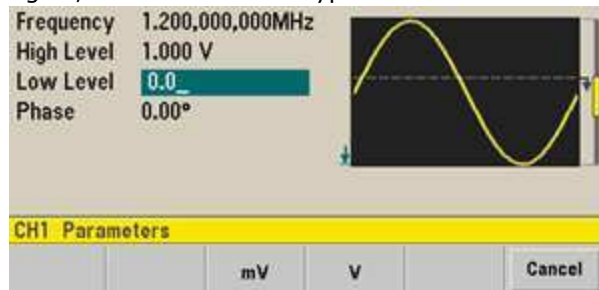 Frequency 1.200,000,000MHz
High Level 1.000 V
Low Level 0.0_
Phase 0.00°
CH1 Parameters
mV V Cancel